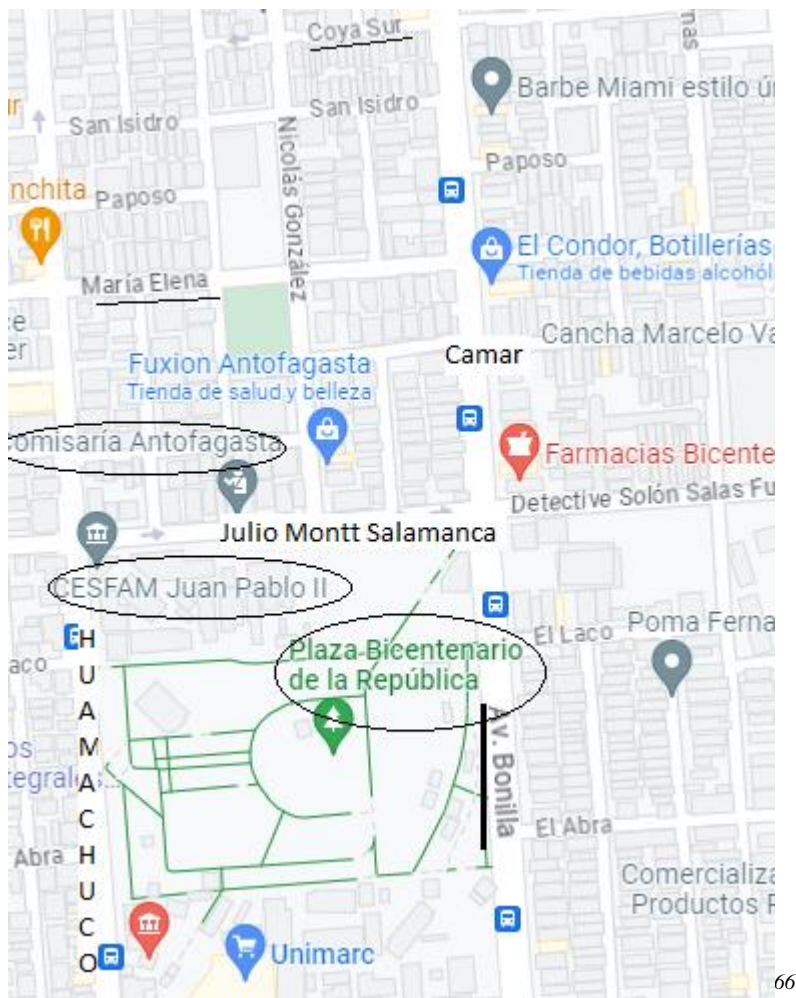 Coya Sur
Barbe Miami estilo ú
San Isidro
San Isidro
Nicolás González
Paposo
nchita
Paposo
El Condor, Botillerías
Tienda de bebidas alcohól
María Elena
Cancha Marcelo Va
Camar
Fuxion Antofagasta
Tienda de salud y belleza
omisaría Antofagasta
Farmacias Bicente
Detective Solón Salas Fu
Julio Montt Salamanca
CESFAM Juan Pablo II
HUAMACHUCO
El Laco
Poma Ferna
Plaza Bicentenario
de la República
aco
Av. Bonilla
os
egrales...
El Abra
Abra
Comercializa
Productos P
Unimarc
66